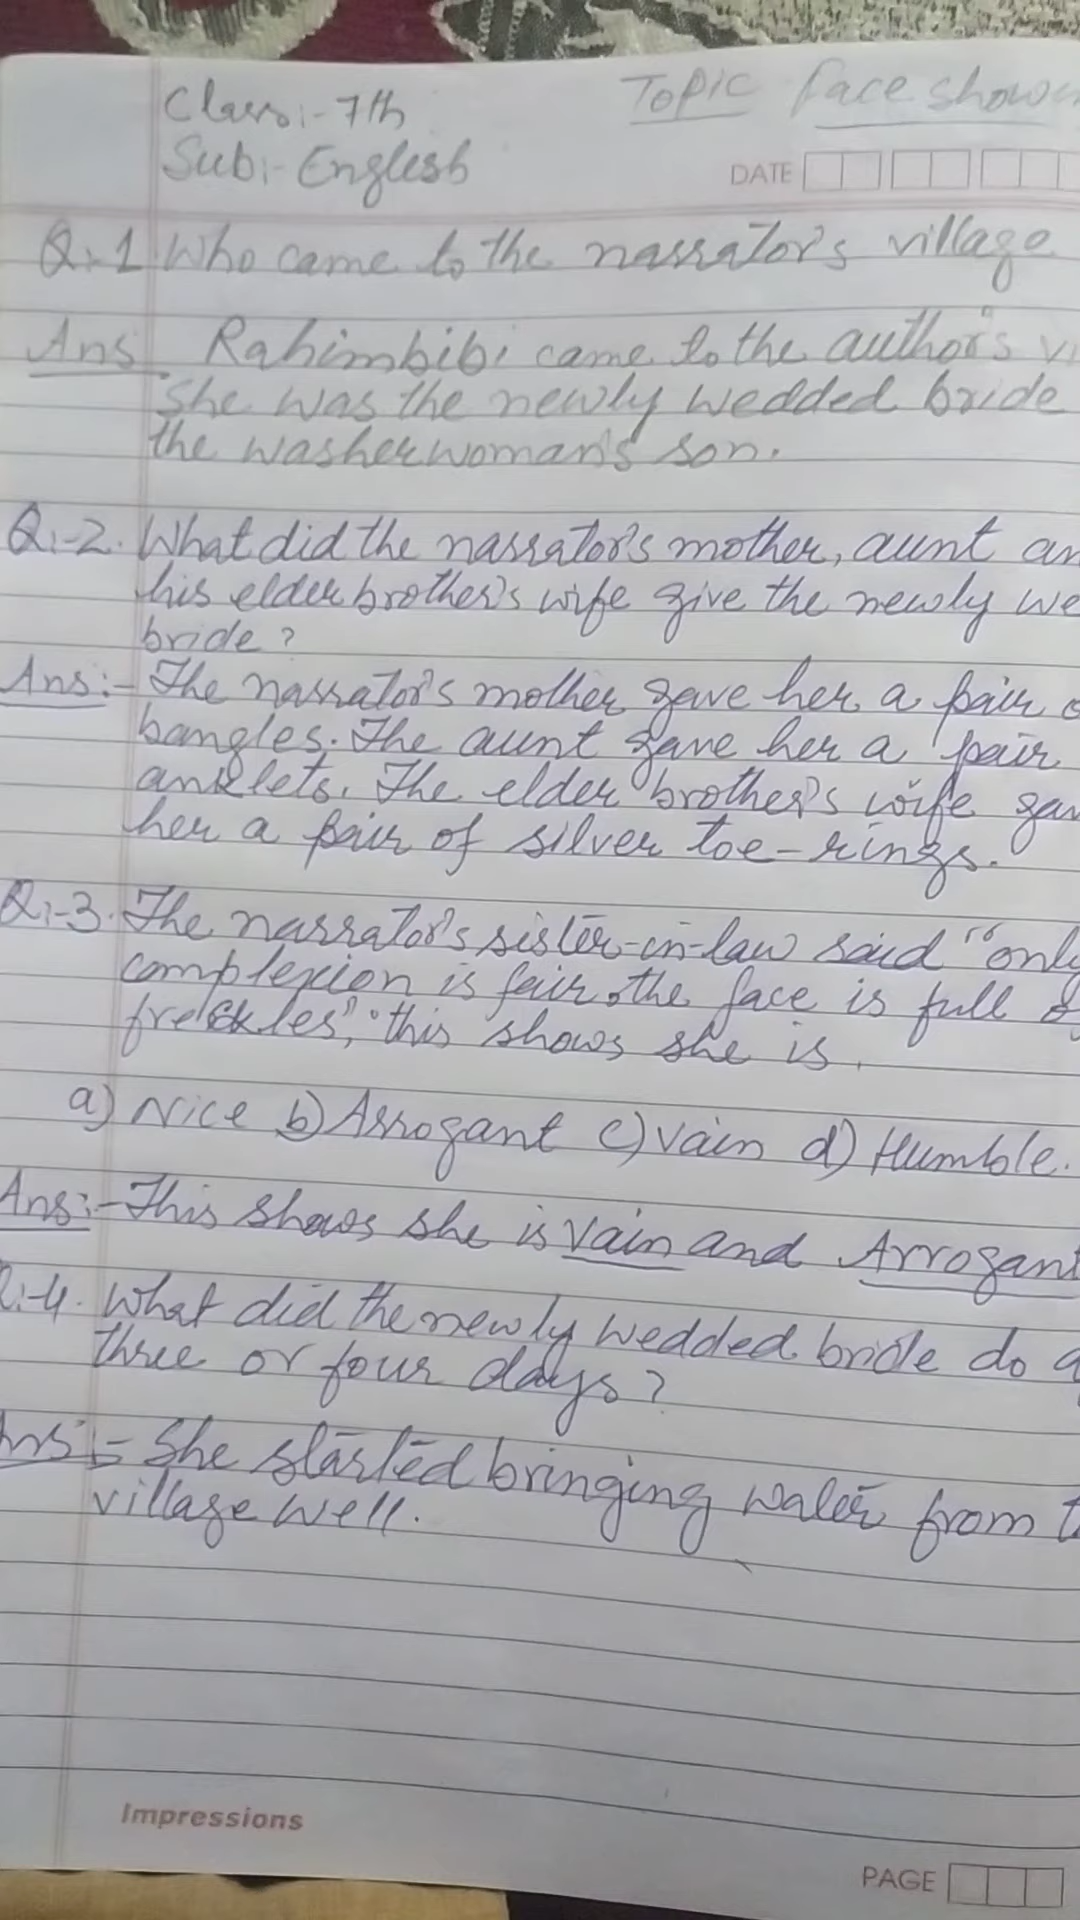 Class:- 7th
Topic face show
Sub:- English
DATE
Q:-1 Who came to the narrator's village
Ans Rahimbibi came to the author's vi
She was the newly wedded bride
the washerwoman's son.
Q:-2. What did the narrator's mother, aunt an
his elder brother's wife give the newly we
bride?
Ans:- The narrator's mother gave her a pair o
bangles. The aunt gave her a pair
anklets. The elder brother's wife gav
her a pair of silver toe-rings.
Q:-3. The narrator's sister-in-law said "only
complexion is fair, the face is full o
freckles", this shows she is.
a) Nice b) Arrogant c) Vain d) Humble.
Ans:- This shows she is Vain and Arrogant
Q:-4. What did the newly wedded bride do a
three or four days?
Ans:- She started bringing water from t
village well.
Impressions
PAGE